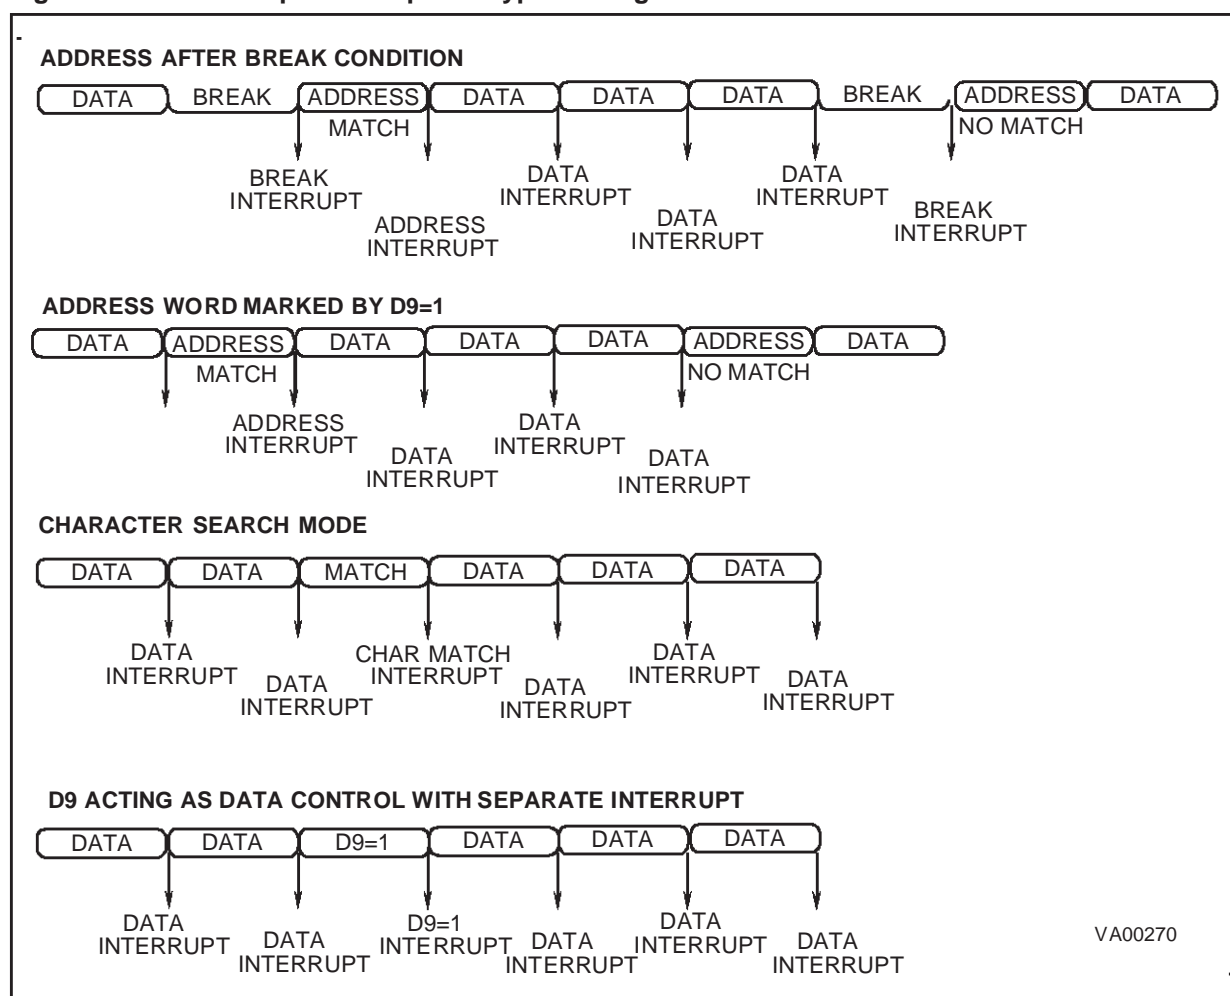 ADDRESS AFTER BREAK CONDITION
DATA BREAK ADDRESS DATA DATA DATA BREAK ADDRESS DATA
MATCH NO MATCH
BREAK INTERRUPT
ADDRESS INTERRUPT
DATA INTERRUPT
DATA INTERRUPT
DATA INTERRUPT
BREAK INTERRUPT
ADDRESS WORD MARKED BY D9=1
DATA ADDRESS DATA DATA DATA ADDRESS DATA
MATCH NO MATCH
ADDRESS INTERRUPT
DATA INTERRUPT
DATA INTERRUPT
DATA INTERRUPT
CHARACTER SEARCH MODE
DATA DATA MATCH DATA DATA DATA
DATA INTERRUPT
DATA INTERRUPT
CHAR MATCH INTERRUPT
DATA INTERRUPT
DATA INTERRUPT
DATA INTERRUPT
D9 ACTING AS DATA CONTROL WITH SEPARATE INTERRUPT
DATA DATA D9=1 DATA DATA DATA
DATA INTERRUPT
DATA INTERRUPT
D9=1 INTERRUPT
DATA INTERRUPT
DATA INTERRUPT
DATA INTERRUPT
VA00270